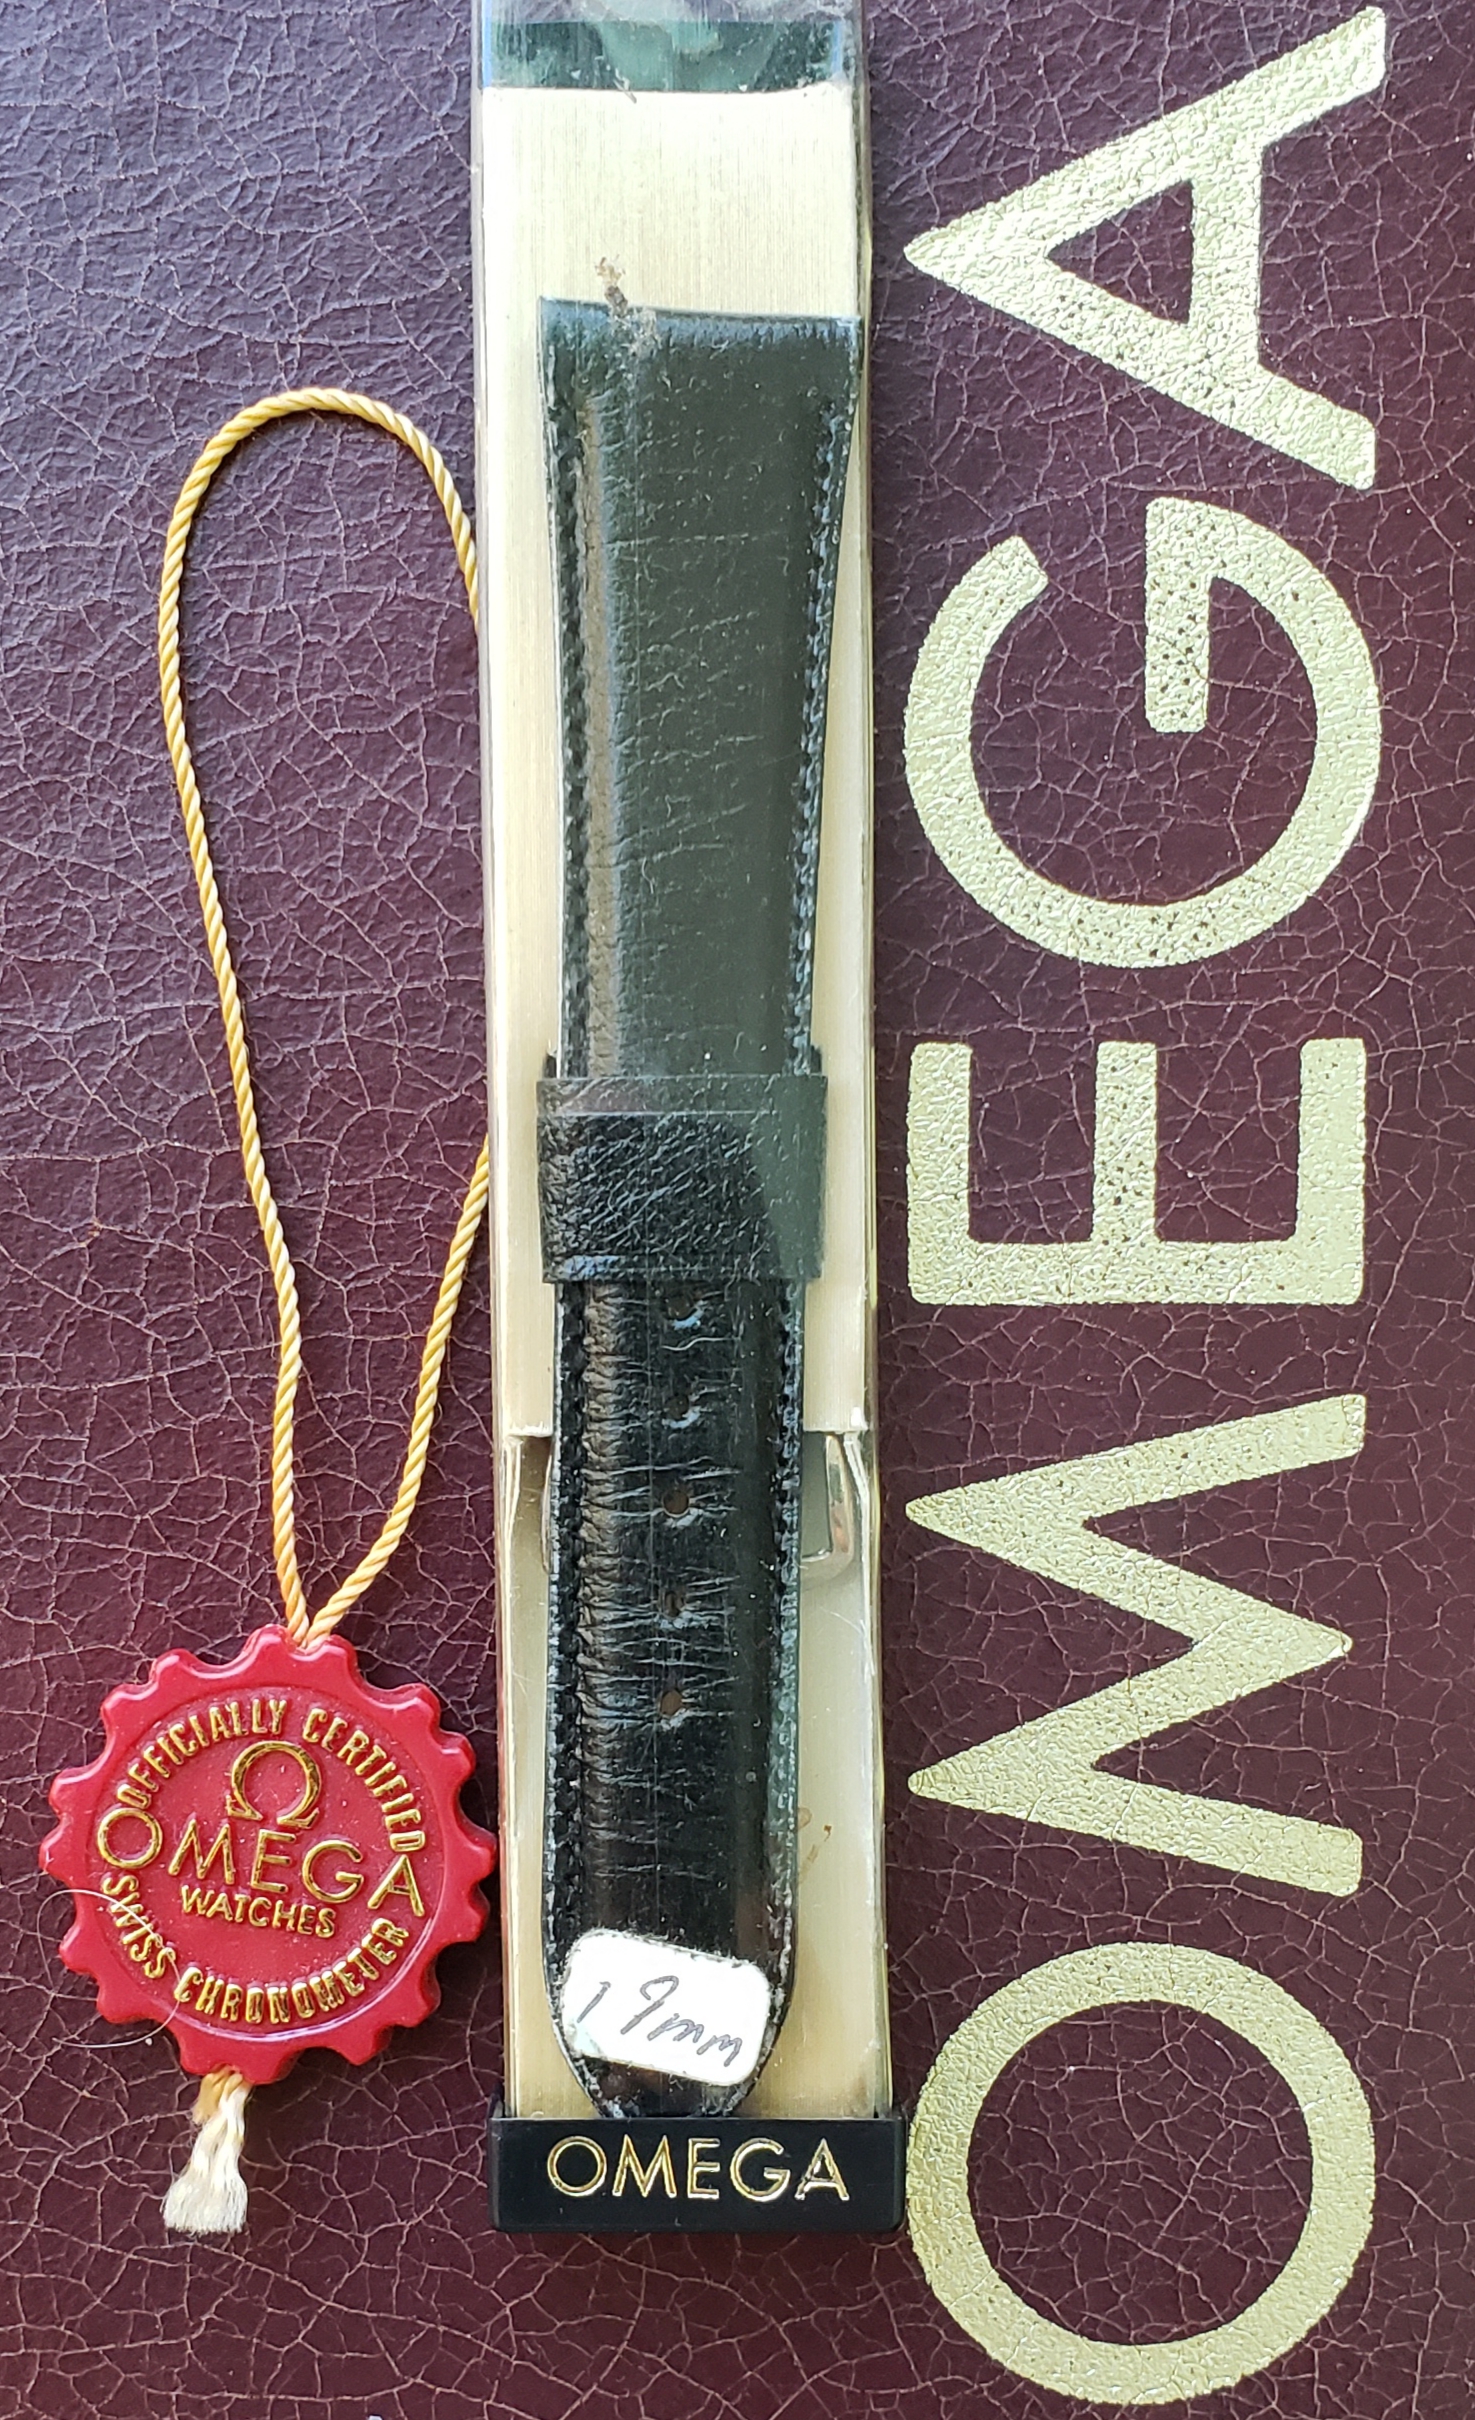 OMEGA
OFFICIALLY CERTIFIED
Ω
OMEGA
WATCHES
SWISS CHRONOMETER
19mm
OMEGA